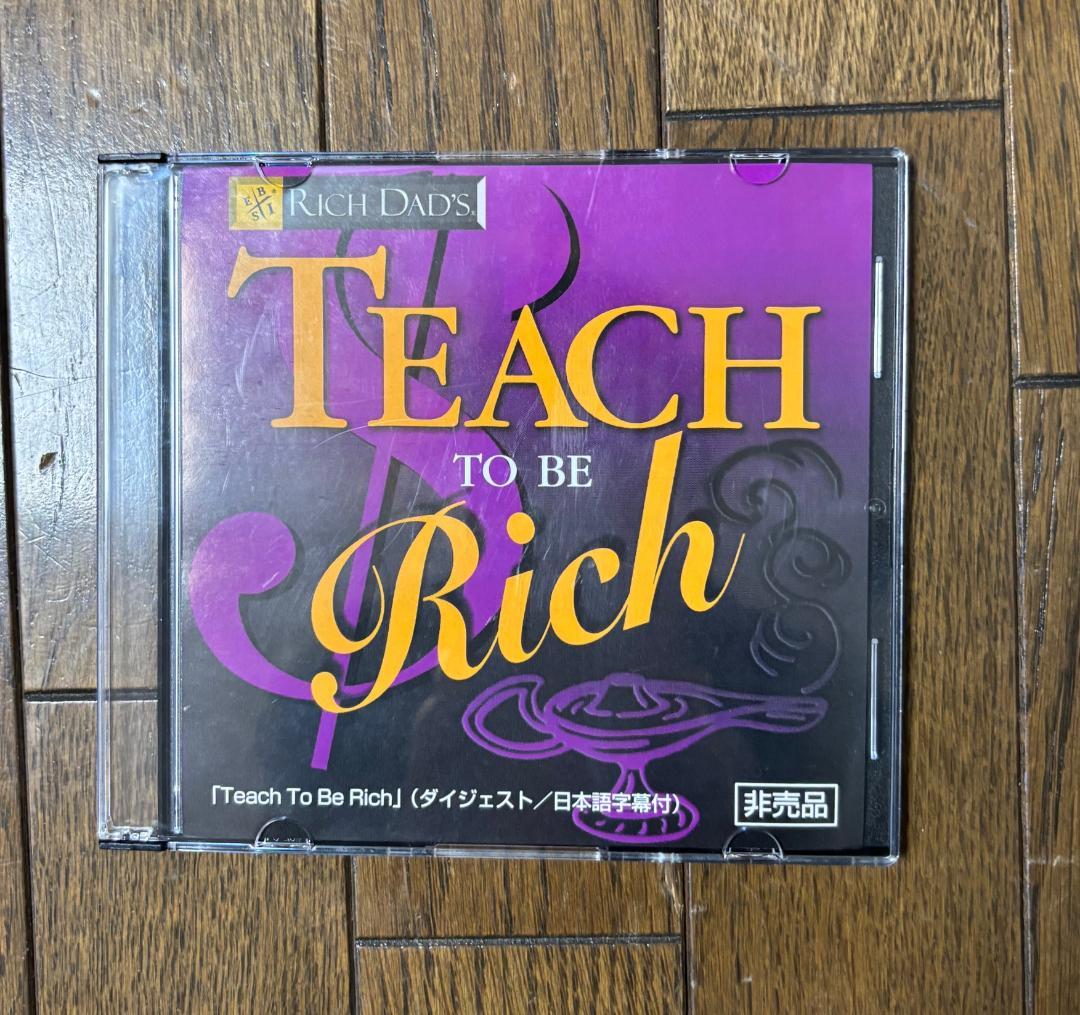 E B S I
RICH DAD'S®
TEACH
TO BE
Rich
「Teach To Be Rich」(ダイジェスト／日本語字幕付)
非売品